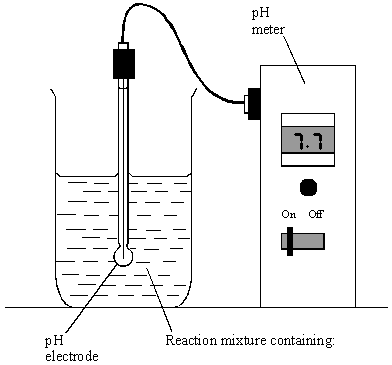 pH
meter
7.7
On Off
pH
electrode
Reaction mixture containing: